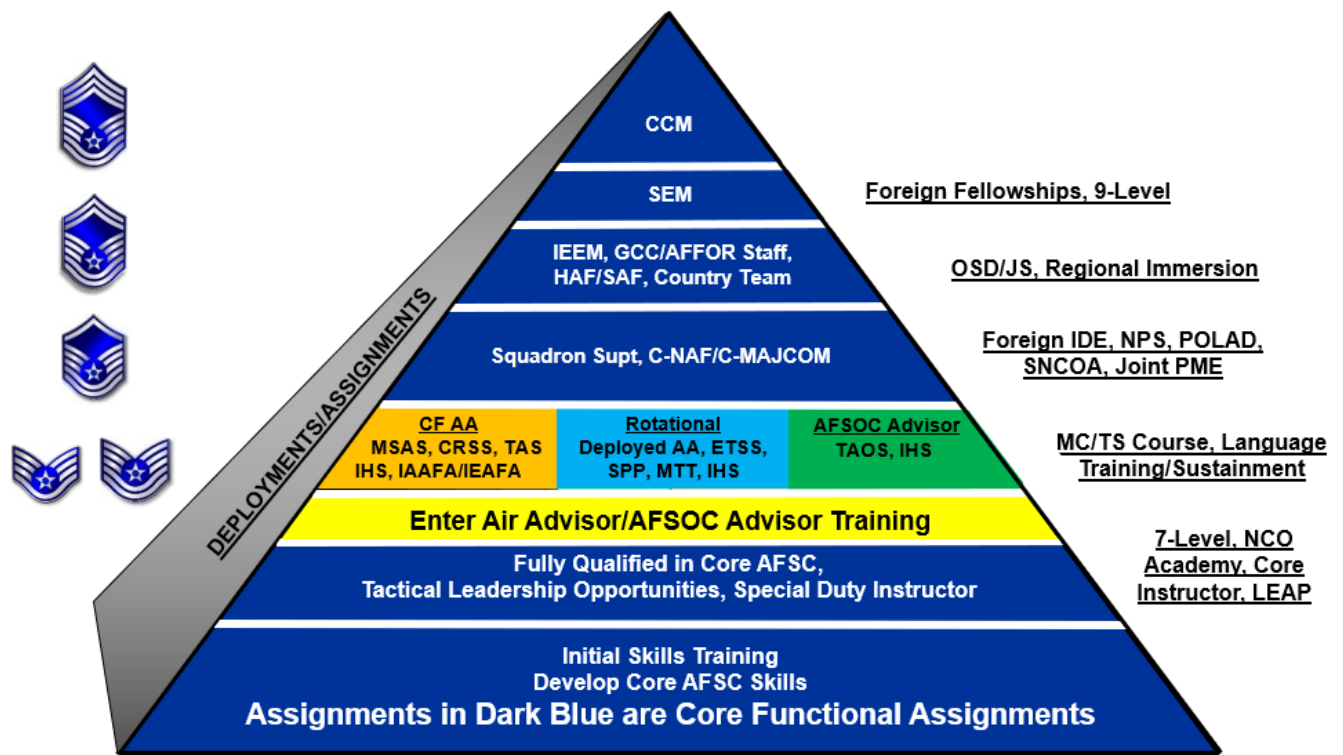 CCM
SEM
Foreign Fellowships, 9-Level
IEEM, GCC/AFFOR Staff,
HAF/SAF, Country Team
OSD/JS, Regional Immersion
DEPLOYMENTS/ASSIGNMENTS
Squadron Supt, C-NAF/C-MAJCOM
Foreign IDE, NPS, POLAD,
SNCOA, Joint PME
CF AA
MSAS, CRSS, TAS
IHS, IAAFA/IEAFA
Rotational
Deployed AA, ETSS,
SPP, MTT, IHS
AFSOC Advisor
TAOS, IHS
MC/TS Course, Language
Training/Sustainment
Enter Air Advisor/AFSOC Advisor Training
Fully Qualified in Core AFSC,
Tactical Leadership Opportunities, Special Duty Instructor
7-Level, NCO
Academy, Core
Instructor, LEAP
Initial Skills Training
Develop Core AFSC Skills
Assignments in Dark Blue are Core Functional Assignments